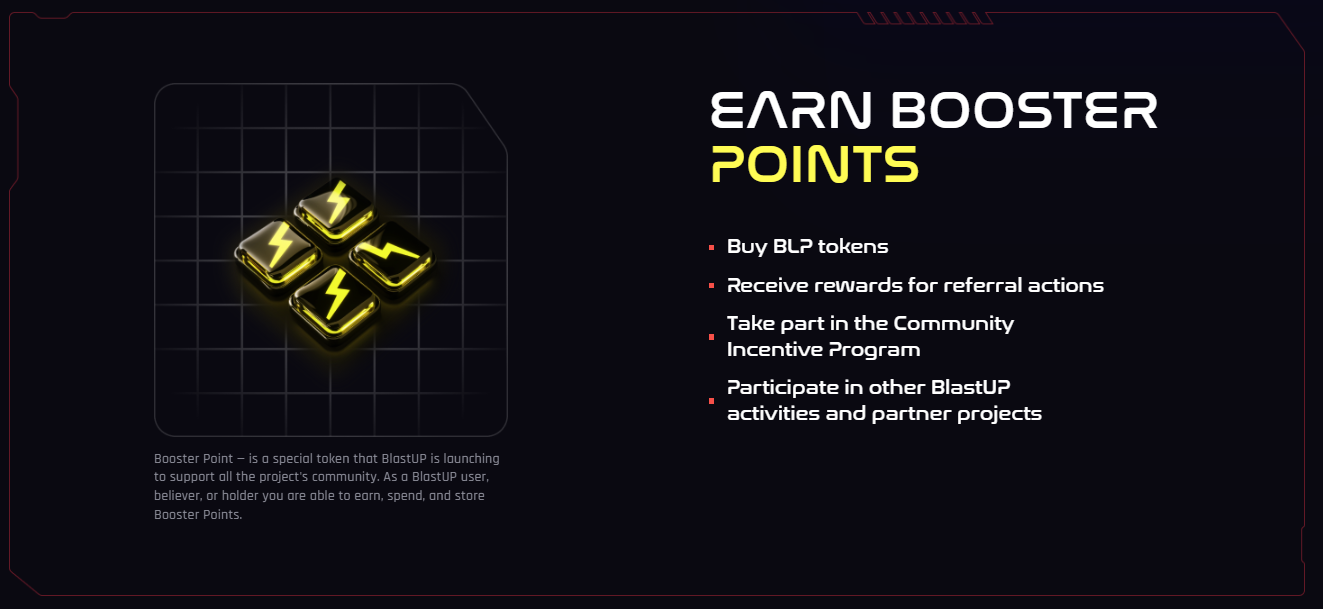 EARN BOOSTER
POINTS
Buy BLP tokens
Receive rewards for referral actions
Take part in the Community
Incentive Program
Participate in other BlastUP
activities and partner projects
Booster Point – is a special token that BlastUP is launching
to support all the project's community. As a BlastUP user,
believer, or holder you are able to earn, spend, and store
Booster Points.